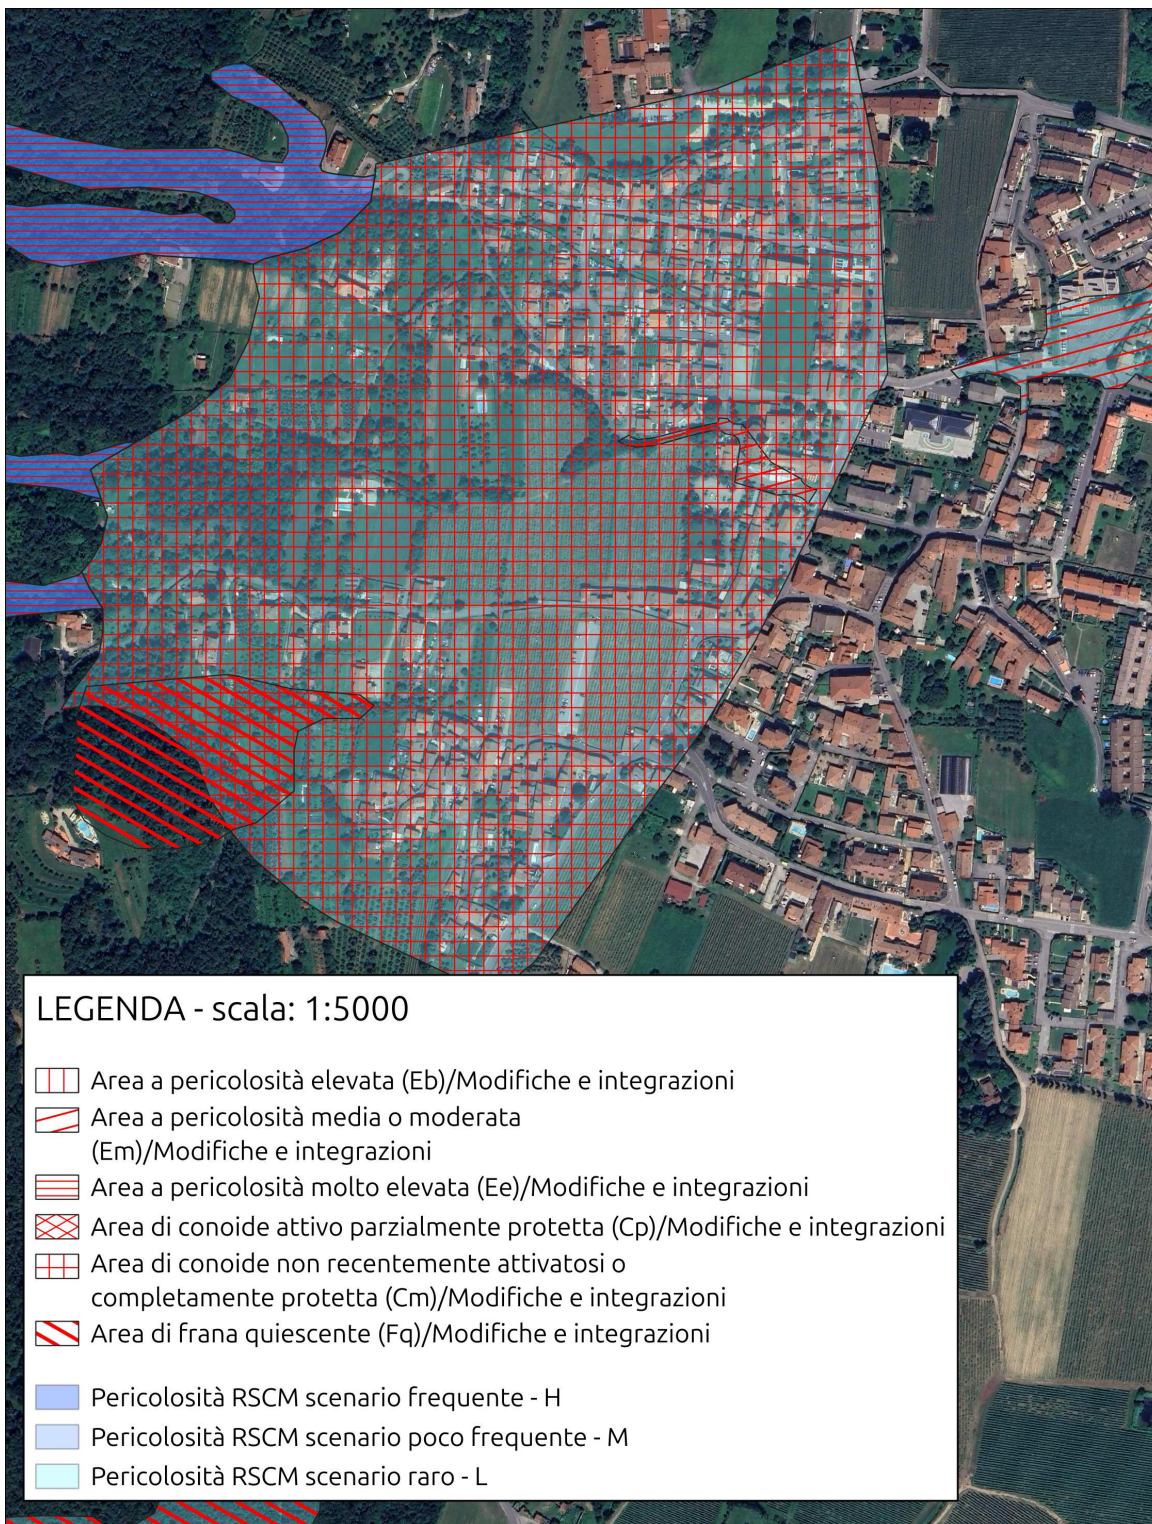 LEGENDA - scala: 1:5000
Area a pericolosità elevata (Eb)/Modifiche e integrazioni
Area a pericolosità media o moderata
(Em)/Modifiche e integrazioni
Area a pericolosità molto elevata (Ee)/Modifiche e integrazioni
Area di conoide attivo parzialmente protetta (Cp)/Modifiche e integrazioni
Area di conoide non recentemente attivatosi o
completamente protetta (Cm)/Modifiche e integrazioni
Area di frana quiescente (Fq)/Modifiche e integrazioni
Pericolosità RSCM scenario frequente - H
Pericolosità RSCM scenario poco frequente - M
Pericolosità RSCM scenario raro - L